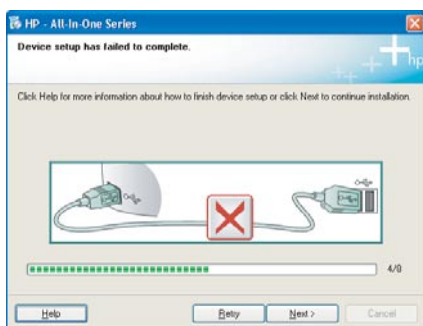 HP - All-In-One Series
Device setup has failed to complete.
hp
Click Help for more information about how to finish device setup or click Next to continue installation.
4/8
Help
Retry
Next >
Cancel